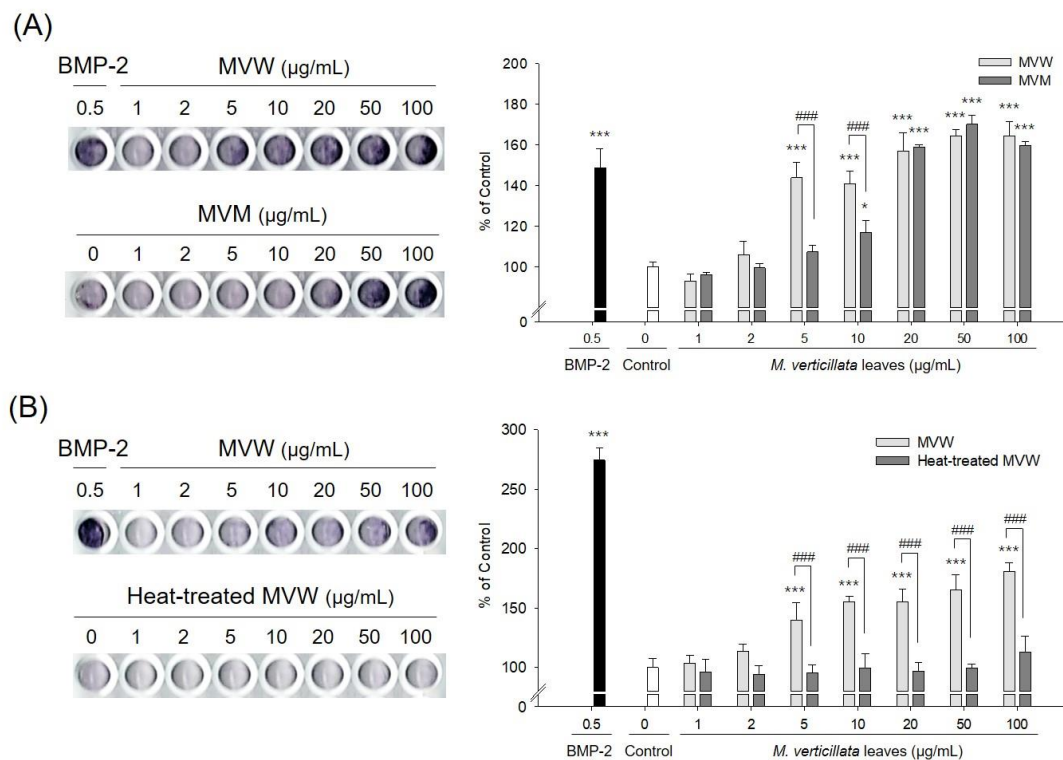 (A)
BMP-2 MVW (µg/mL)
0.5 1 2 5 10 20 50 100
MVM (µg/mL)
0 1 2 5 10 20 50 100
% of Control
200
180
160
140
120
100
0
MVW
MVM
***
***
###
***
###
*
***
***
***
***
***
***
0.5 0 1 2 5 10 20 50 100
BMP-2 Control M. verticillata leaves (µg/mL)
(B)
BMP-2 MVW (µg/mL)
0.5 1 2 5 10 20 50 100
Heat-treated MVW (µg/mL)
0 1 2 5 10 20 50 100
% of Control
300
250
200
150
100
0
MVW
Heat-treated MVW
***
***
###
***
###
***
###
***
###
***
###
0.5 0 1 2 5 10 20 50 100
BMP-2 Control M. verticillata leaves (µg/mL)